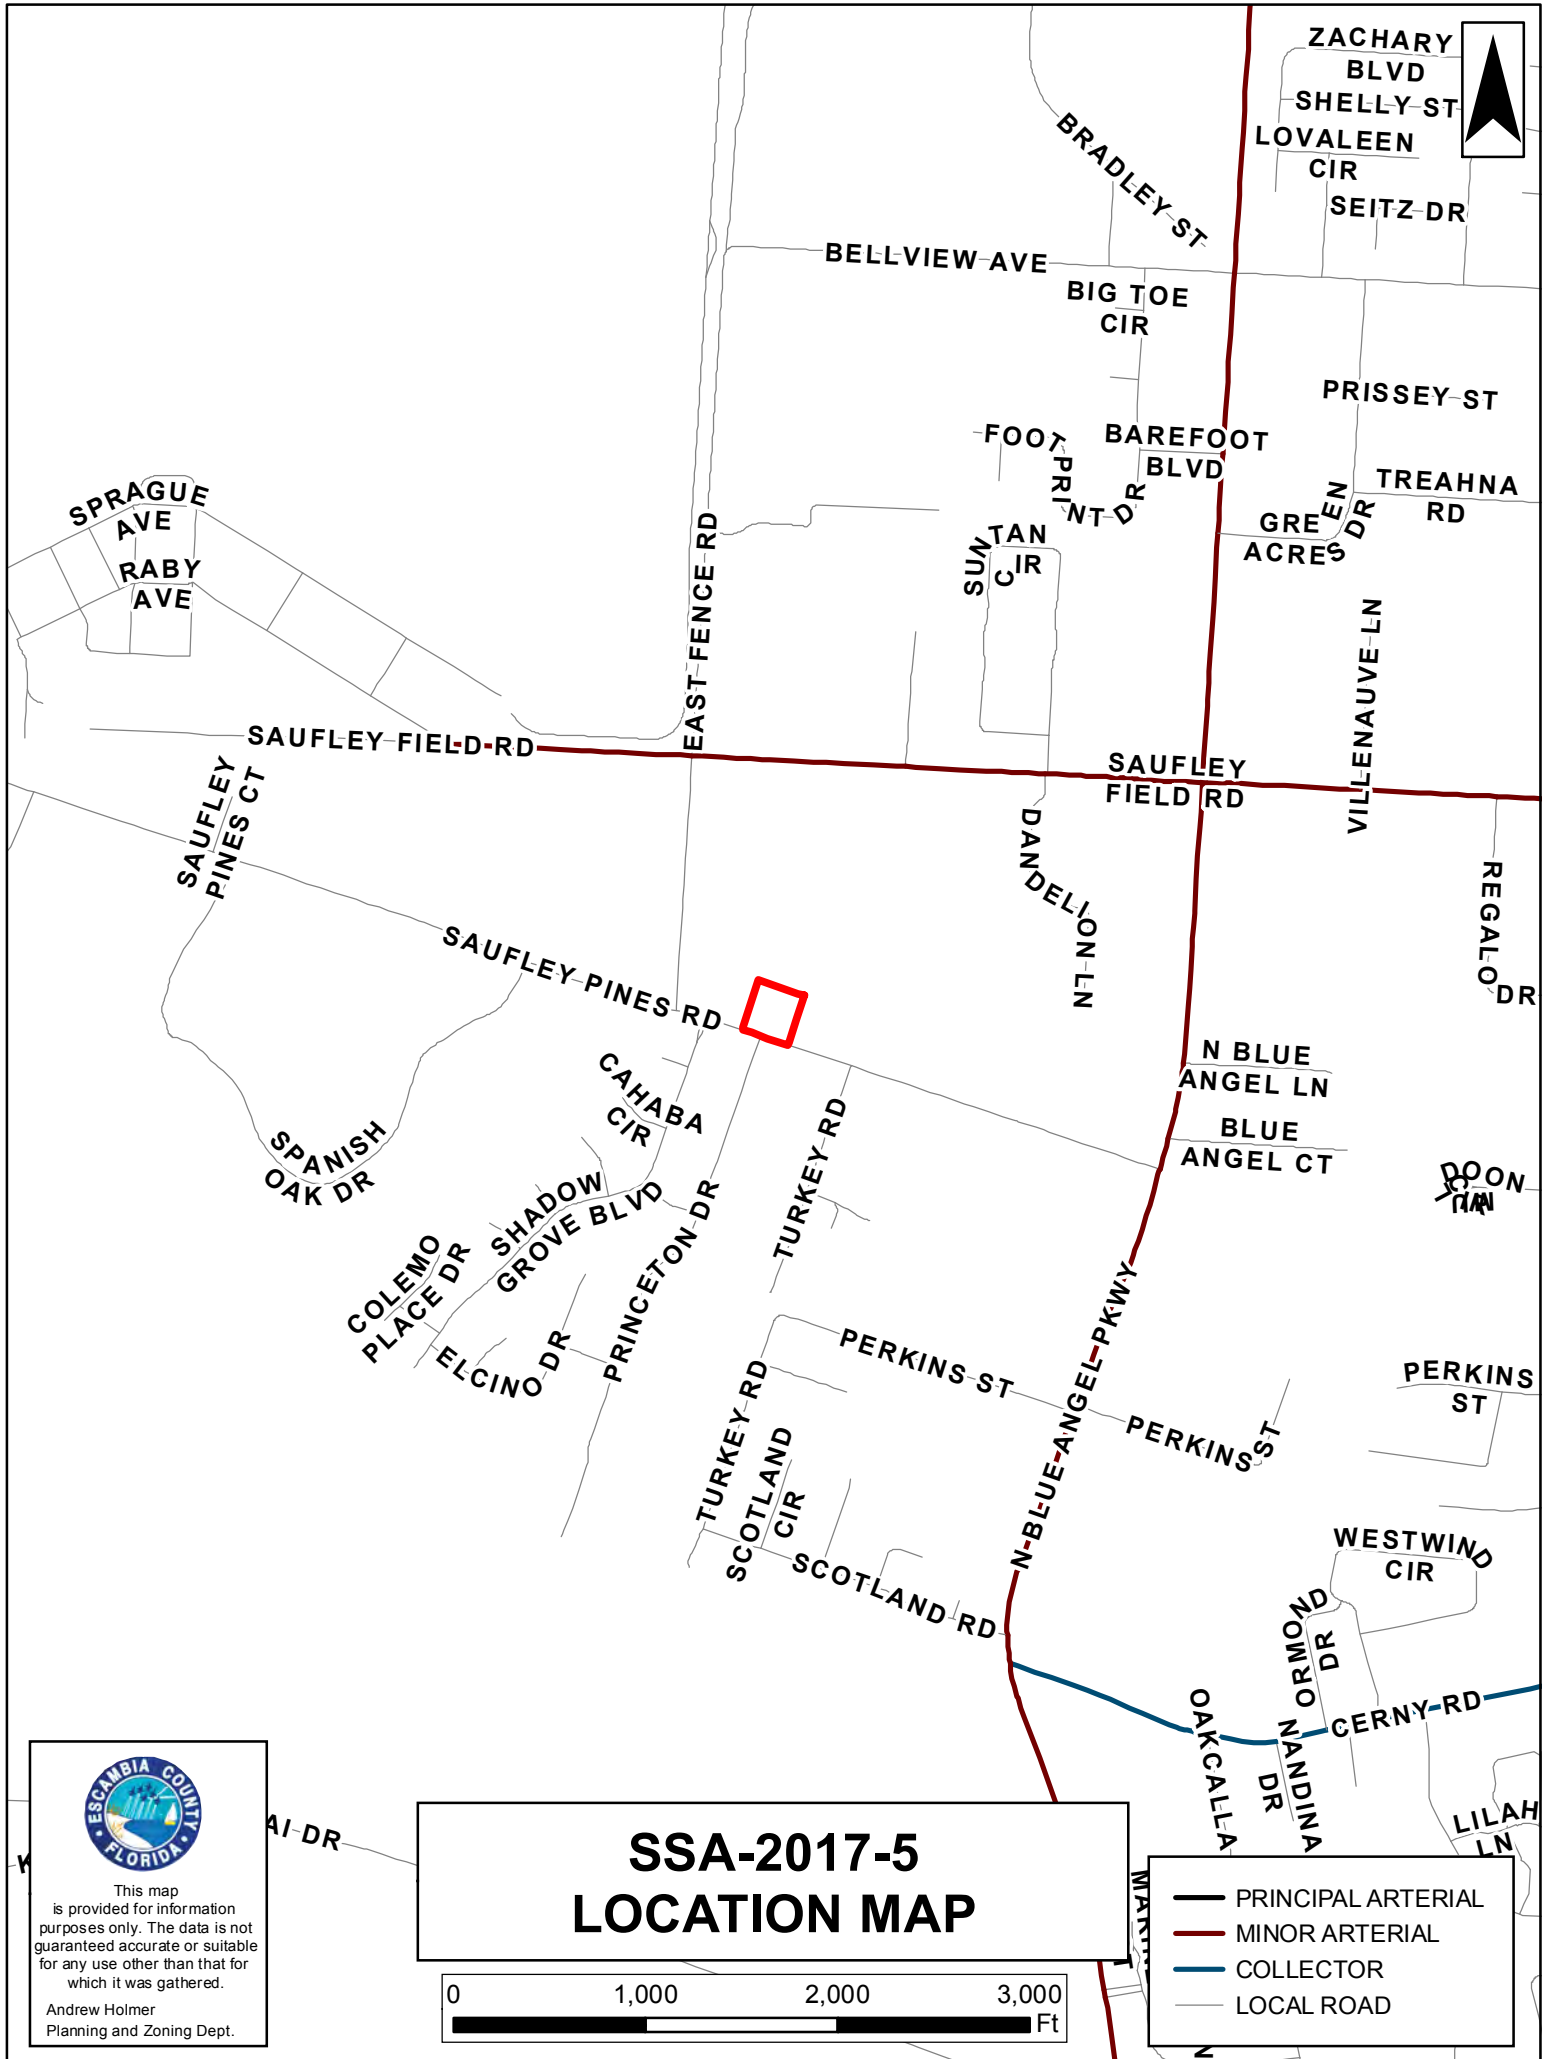 ZACHARY
BLVD
SHELLY ST
LOVALEEN
CIR
SEITZ DR
BRADLEY ST
BELLVIEW AVE
BIG TOE
CIR
PRISSEY ST
FOOTPRINT DR
BAREFOOT
BLVD
TREAHNA
RD
GREEN
ACRES DR
SPRAGUE
AVE
RABY
AVE
SUNTAN
CIR
EAST FENCE RD
VILLENAUVE LN
SAUFLEY FIELD RD
SAUFLEY
FIELD RD
SAUFLEY
PINES CT
DANDELION LN
REGALO DR
SAUFLEY PINES RD
N BLUE
ANGEL LN
BLUE
ANGEL CT
CAHABA
CIR
SPANISH
OAK DR
DOON
CIR
TURKEY RD
SHADOW
GROVE BLVD
PRINCETON DR
COLEMO
PLACE DR
ELCINO DR
N BLUE ANGEL PKWY
PERKINS ST
PERKINS ST
PERKINS
ST
TURKEY RD
SCOTLAND
CIR
SCOTLAND RD
WESTWIND
CIR
ORMOND
DR
CERNY RD
OAKCALLA
NANDINA
DR
LILAH
LN
K
AI DR
ESCAMBIA COUNTY
FLORIDA
This map
is provided for information
purposes only. The data is not
guaranteed accurate or suitable
for any use other than that for
which it was gathered.
Andrew Holmer
Planning and Zoning Dept.
SSA-2017-5
LOCATION MAP
0 1,000 2,000 3,000
Ft
PRINCIPAL ARTERIAL
MINOR ARTERIAL
COLLECTOR
LOCAL ROAD